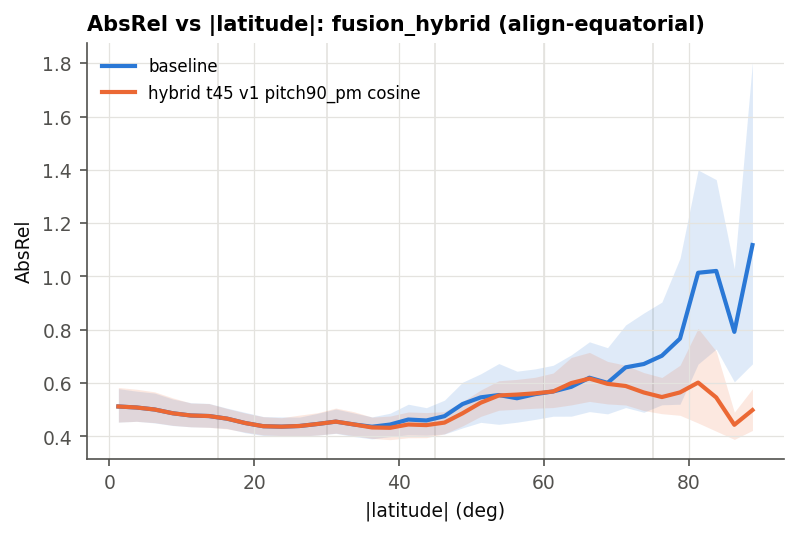 AbsRel vs |latitude|: fusion_hybrid (align-equatorial)
baseline
hybrid t45 v1 pitch90_pm cosine
AbsRel
1.8
1.6
1.4
1.2
1.0
0.8
0.6
0.4
0 20 40 60 80
|latitude| (deg)